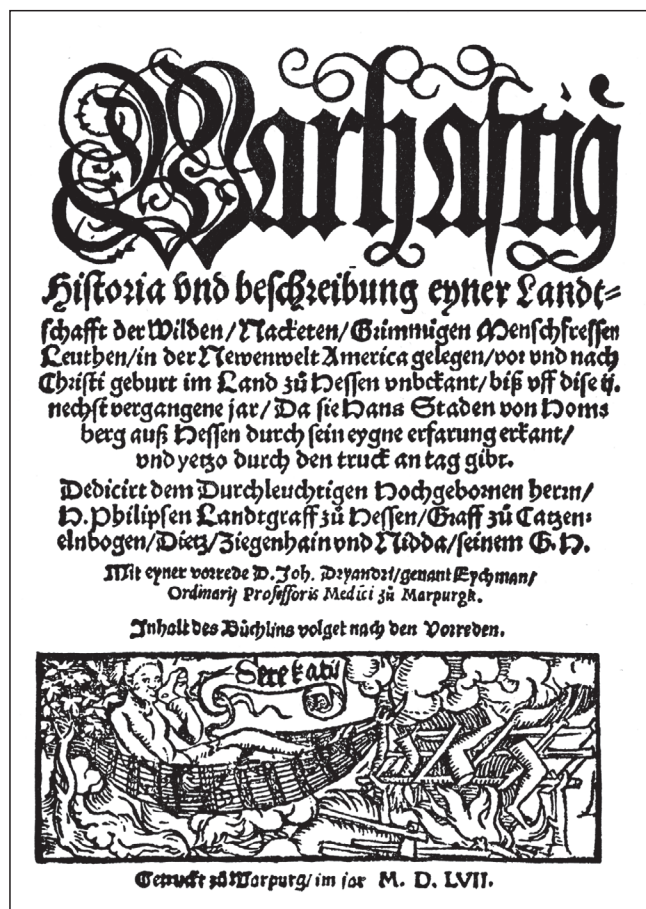 Warhaftig
Historia vnd beschreibung eyner Landt=
schafft der Wilden/Nacketen/Grimmigen Menschfresser
Leuthen/in der Newenwelt America gelegen/vor vnd nach
Christi geburt im Land zů Hessen vnbekant/biß vff dise ij.
nechst vergangene jar/Da sie Hans Staden von Homs
berg auß Hessen durch sein eygne erfarung erkant/
vnd yetzo durch den truck an tag gibt.
Dedicirt dem Durchleuchtigen Hochgebornen herrn/
H. Philipsen Landtgraff zů Hessen/Graff zů Catzen:
elnbogen/Dietz/Ziegenhain vnd Nidda/seinem G. H.
Mit eyner vorrede D. Joh. Dryandri/genant Eychman/
Ordinarij Professoris Medici zů Marpurgk.
Inhalt des Büchlins volget nach den Vorreden.
Setekatü
Getruckt zů Marpurg/im jar M. D. LVII.